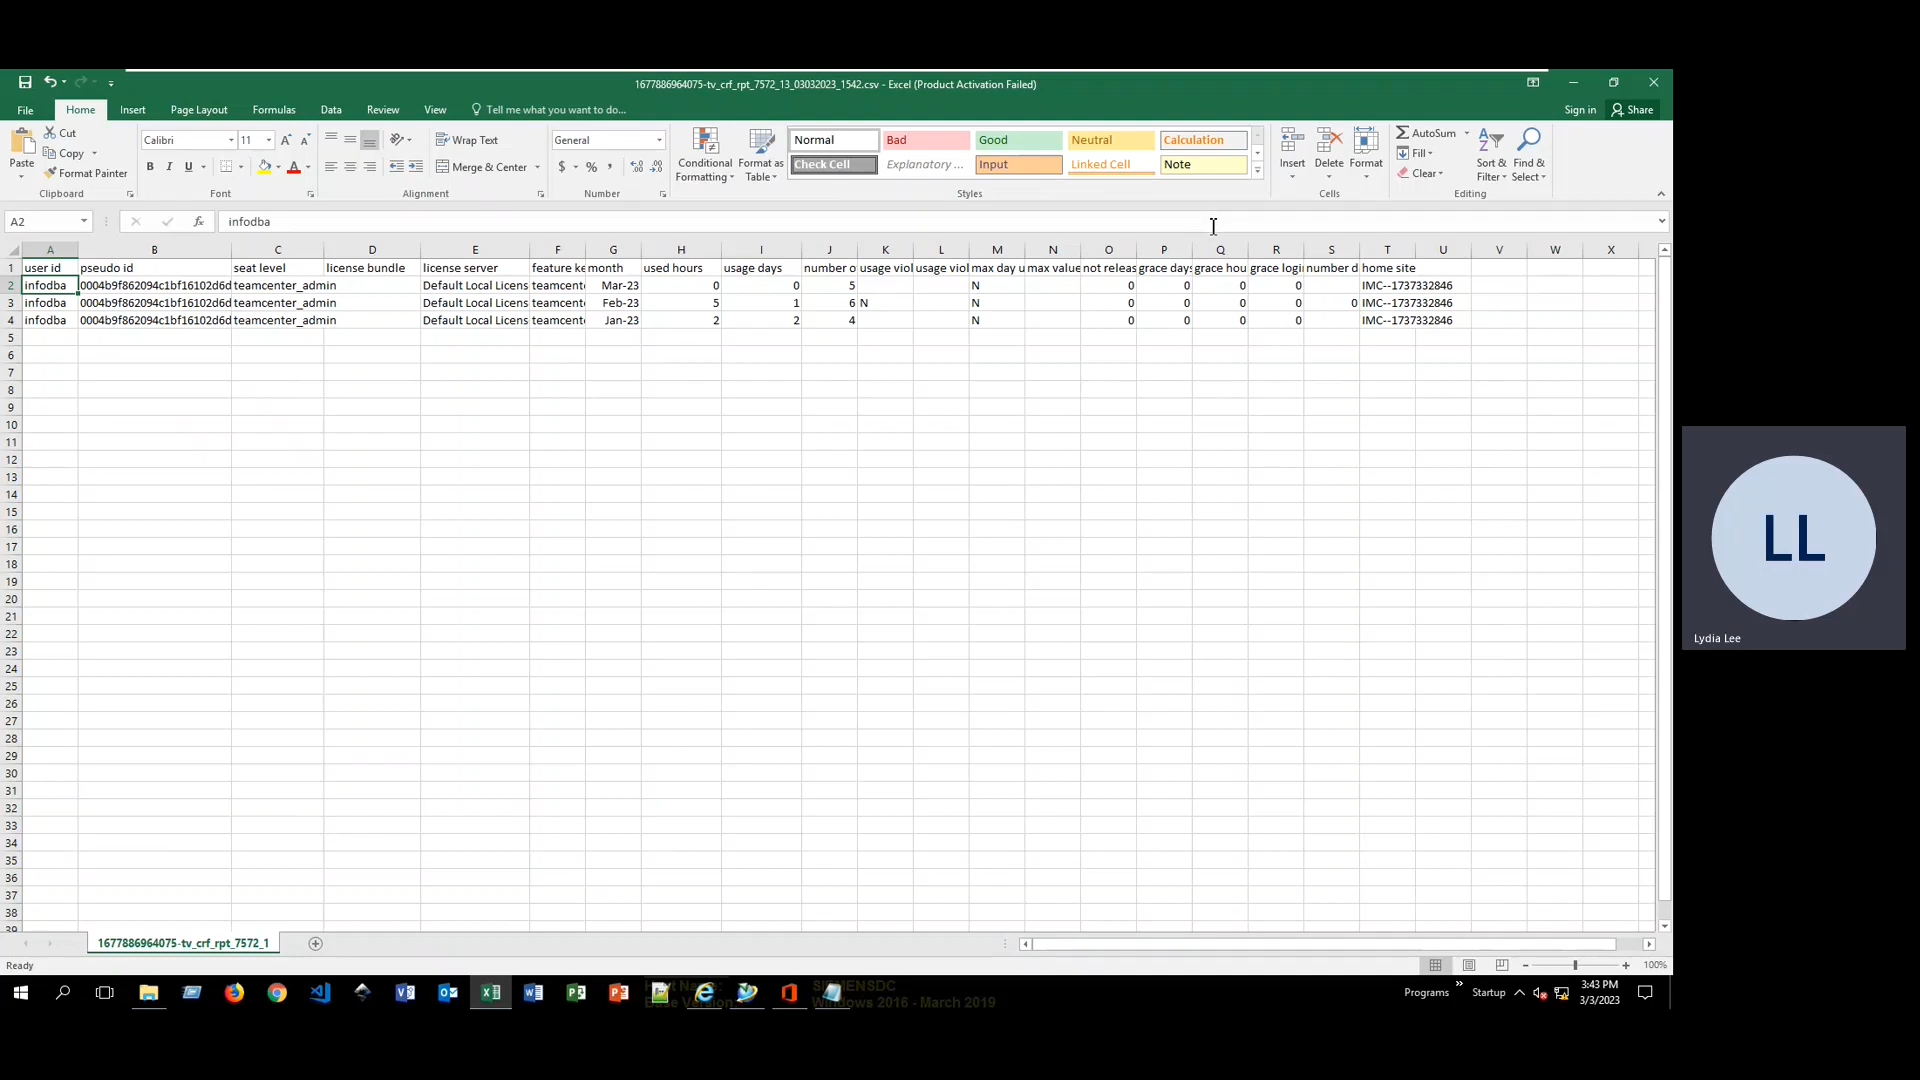 1677886964075-tv_crf_rpt_7572_13_03032023_1542.csv - Excel (Product Activation Failed)
File Home Insert Page Layout Formulas Data Review View Tell me what you want to do... Sign in Share
Cut
Copy
Format Painter
Paste
Calibri 11
B I U
Wrap Text
Merge & Center
General
$ % ,
Conditional Formatting
Format as Table
Normal Bad Good Neutral Calculation
Check Cell Explanatory ... Input Linked Cell Note
Insert Delete Format
AutoSum
Fill
Clear
Sort & Filter
Find & Select
Clipboard Font Alignment Number Styles Cells Editing
A2 fx infodba
A B C D E F G H I J K L M N O P Q R S T U V W X
1 user id pseudo id seat level license bundle license server feature ke month used hours usage days number o usage viol usage viol max day u max value not releas grace days grace hou grace logi number d home site
2 infodba 0004b9f862094c1bf16102d6d teamcenter_admin Default Local Licens teamcent Mar-23 0 0 5 N 0 0 0 0 IMC--1737332846
3 infodba 0004b9f862094c1bf16102d6d teamcenter_admin Default Local Licens teamcent Feb-23 5 1 6 N N 0 0 0 0 0 IMC--1737332846
4 infodba 0004b9f862094c1bf16102d6d teamcenter_admin Default Local Licens teamcent Jan-23 2 2 4 N 0 0 0 0 IMC--1737332846
5
6
7
8
9
10
11
12
13
14
15
16
17
18
19
20
21
22
23
24
25
26
27
28
29
30
31
32
33
34
35
36
37
38
39
LL
Lydia Lee
1677886964075-tv_crf_rpt_7572_1
Ready
100%
Programs Startup
3:43 PM
3/3/2023
Windows 2016 - March 2019